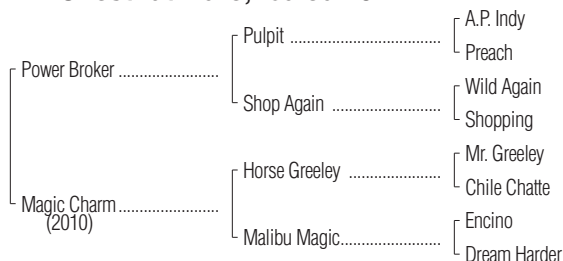 Pulpit ........................................
A.P. Indy
Preach
Power Broker ..........................
Shop Again .............................
Wild Again
Shopping
Horse Greeley ........................
Mr. Greeley
Chile Chatte
Magic Charm ..........................
(2010)
Malibu Magic...........................
Encino
Dream Harder